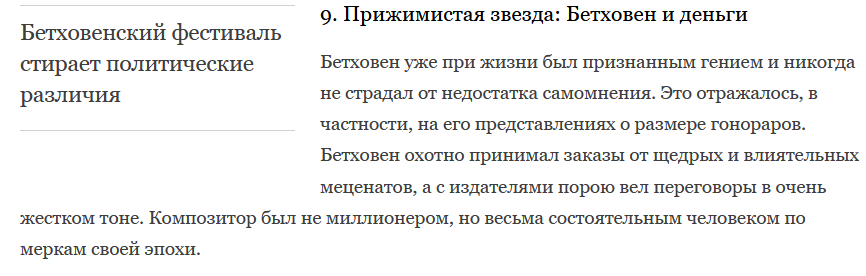 Бетховенский фестиваль
стирает политические
различия
9. Прижимистая звезда: Бетховен и деньги
Бетховен уже при жизни был признанным гением и никогда
не страдал от недостатка самомнения. Это отражалось, в
частности, на его представлениях о размере гонораров.
Бетховен охотно принимал заказы от щедрых и влиятельных
меценатов, а с издателями порою вел переговоры в очень
жестком тоне. Композитор был не миллионером, но весьма состоятельным человеком по
меркам своей эпохи.